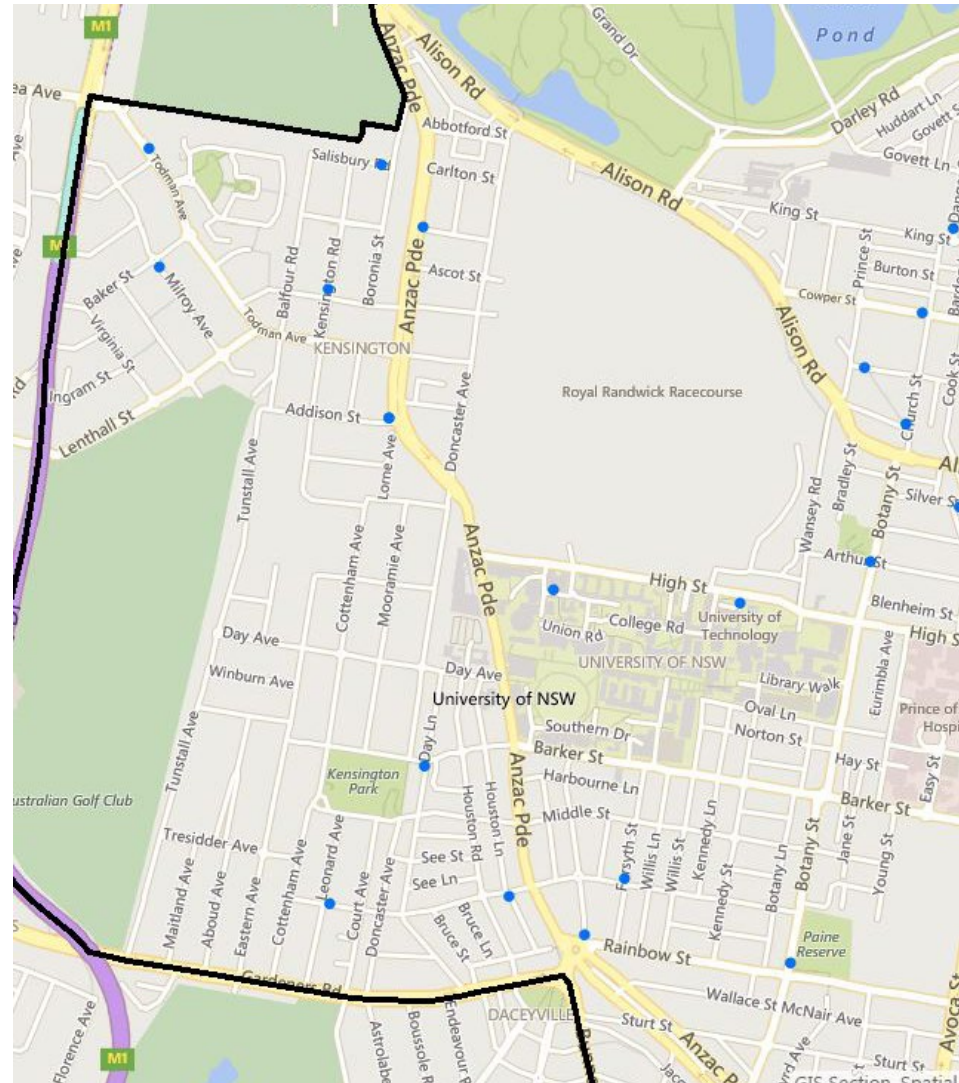 M1
Anzac Pde
Alison Rd
Grand Dr
Pond
Darley Rd
Huddart Ln
Govett S
Govett Ln
ea Ave
Abbotford St
Salisbury Rd
Carlton St
Alison Rd
King St
King St
Todman Ave
Prince St
Burton St
Baker St
Milroy Ave
Balfour Rd
Kensington Rd
Boronia St
Anzac Pde
Ascot St
Cowper St
Virginia St
Todman Ave
KENSINGTON
Alison Rd
Ingram St
Royal Randwick Racecourse
Church St
Cook St
Lenthall St
Addison St
Doncaster Ave
Lorne Ave
Tunstall Ave
Wansey Rd
Bradley St
Botany St
Silver St
Cottenham Ave
Mooramie Ave
Anzac Pde
High St
Arthur St
Blenheim St
Union Rd
College Rd
University of
Technology
High S
Day Ave
UNIVERSITY OF NSW
Eurimbla Ave
Winburn Ave
Day Ave
Library Walk
University of NSW
Oval Ln
Prince of
Hospi
Southern Dr
Norton St
Tunstall Ave
Day Ln
Barker St
Hay St
Easy St
Kensington
Park
Harbourne Ln
Anzac Pde
ustralian Golf Club
Houston Rd
Houston Ln
Middle St
Barker St
Tresidder Ave
Leonard Ave
See St
See Ln
Forsyth St
Willis Ln
Willis St
Kennedy Ln
Kennedy St
Botany Ln
Botany St
Jane St
Young St
Maitland Ave
Aboud Ave
Eastern Ave
Cottenham Ave
Court Ave
Doncaster Ave
Bruce St
Bruce Ln
Rainbow St
Paine
Reserve
Gardeners Rd
Wallace St
McNair Ave
DACEYVILLE
Sturt St
Avoca St
Florence Ave
Endeavour R
Boussole R
Astrolabe
Anzac P
Sturt St
M1